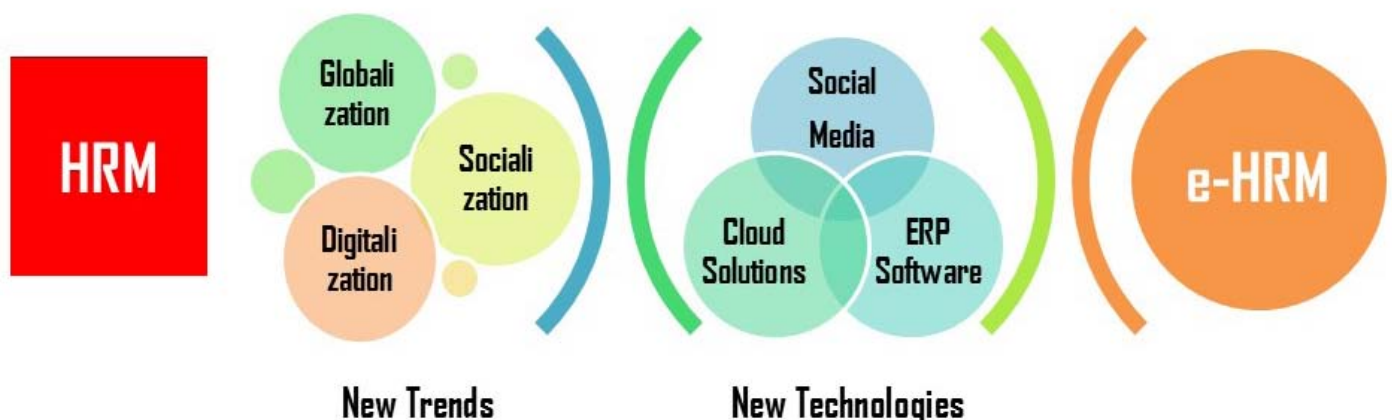 HRM
Globali
zation
Sociali
zation
Digitali
zation
New Trends
Social
Media
Cloud
Solutions
ERP
Software
New Technologies
e-HRM